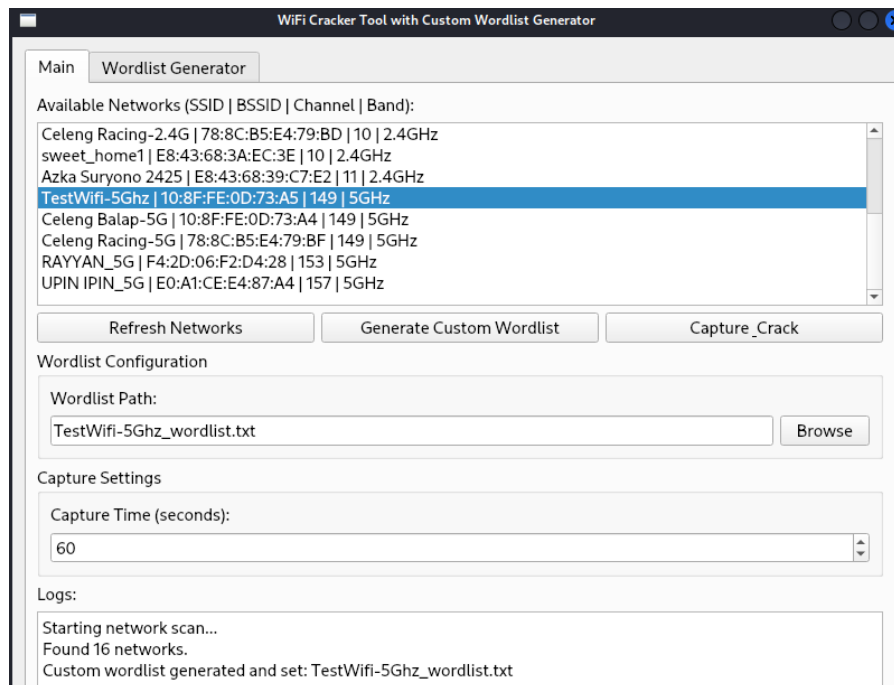 WiFi Cracker Tool with Custom Wordlist Generator
Main Wordlist Generator
Available Networks (SSID | BSSID | Channel | Band):
Celeng Racing-2.4G | 78:8C:B5:E4:79:BD | 10 | 2.4GHz
sweet_home1 | E8:43:68:3A:EC:3E | 10 | 2.4GHz
Azka Suryono 2425 | E8:43:68:39:C7:E2 | 11 | 2.4GHz
TestWifi-5Ghz | 10:8F:FE:0D:73:A5 | 149 | 5GHz
Celeng Balap-5G | 10:8F:FE:0D:73:A4 | 149 | 5GHz
Celeng Racing-5G | 78:8C:B5:E4:79:BF | 149 | 5GHz
RAYYAN_5G | F4:2D:06:F2:D4:28 | 153 | 5GHz
UPIN IPIN_5G | E0:A1:CE:E4:87:A4 | 157 | 5GHz
Refresh Networks Generate Custom Wordlist Capture_Crack
Wordlist Configuration
Wordlist Path:
TestWifi-5Ghz_wordlist.txt Browse
Capture Settings
Capture Time (seconds):
60
Logs:
Starting network scan...
Found 16 networks.
Custom wordlist generated and set: TestWifi-5Ghz_wordlist.txt